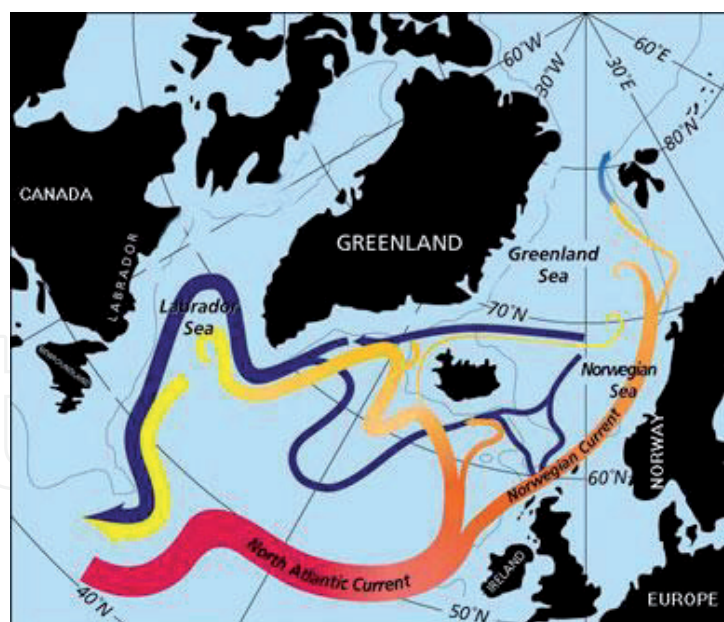 60°W
30°W
60°E
30°E
80°N
CANADA
GREENLAND
LABRADOR
Greenland
Sea
Labrador
Sea
70°N
NEWFOUNDLAND
Norwegian
Sea
NORWAY
Norwegian Current
60°N
North Atlantic Current
IRELAND
40°N
50°N
EUROPE